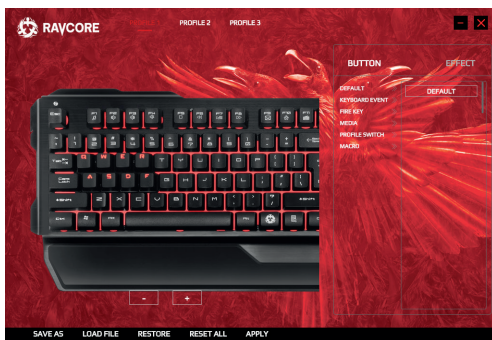 RAVCORE
PROFILE 2 PROFILE 3
BUTTON EFFECT
DEFAULT DEFAULT
KEYBOARD EVENT
FIRE KEY
MEDIA
PROFILE SWITCH
MACRO
Q W E R T Y U I O P
A S D F G H J K L
Z X C V B N M
- +
SAVE AS LOAD FILE RESTORE RESET ALL APPLY